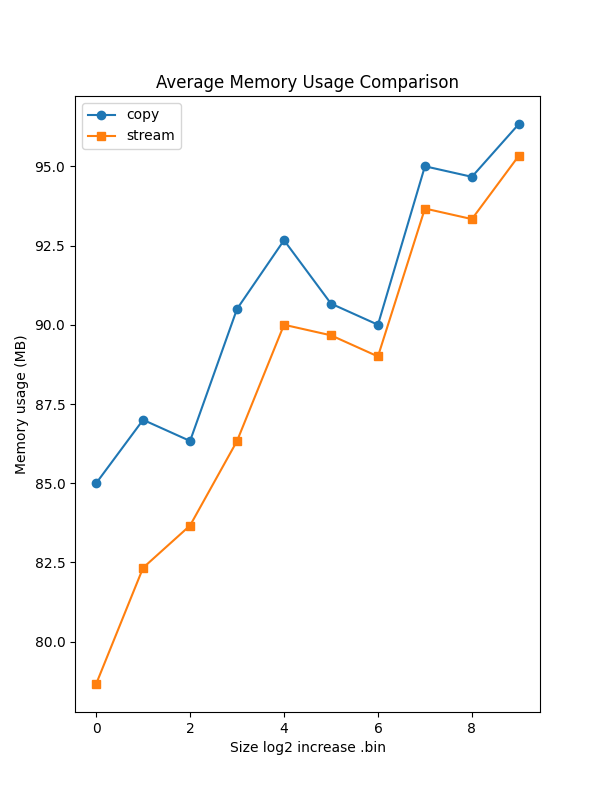 Average Memory Usage Comparison
copy
stream
95.0
92.5
90.0
87.5
85.0
82.5
80.0
Memory usage (MB)
0 2 4 6 8
Size log2 increase .bin